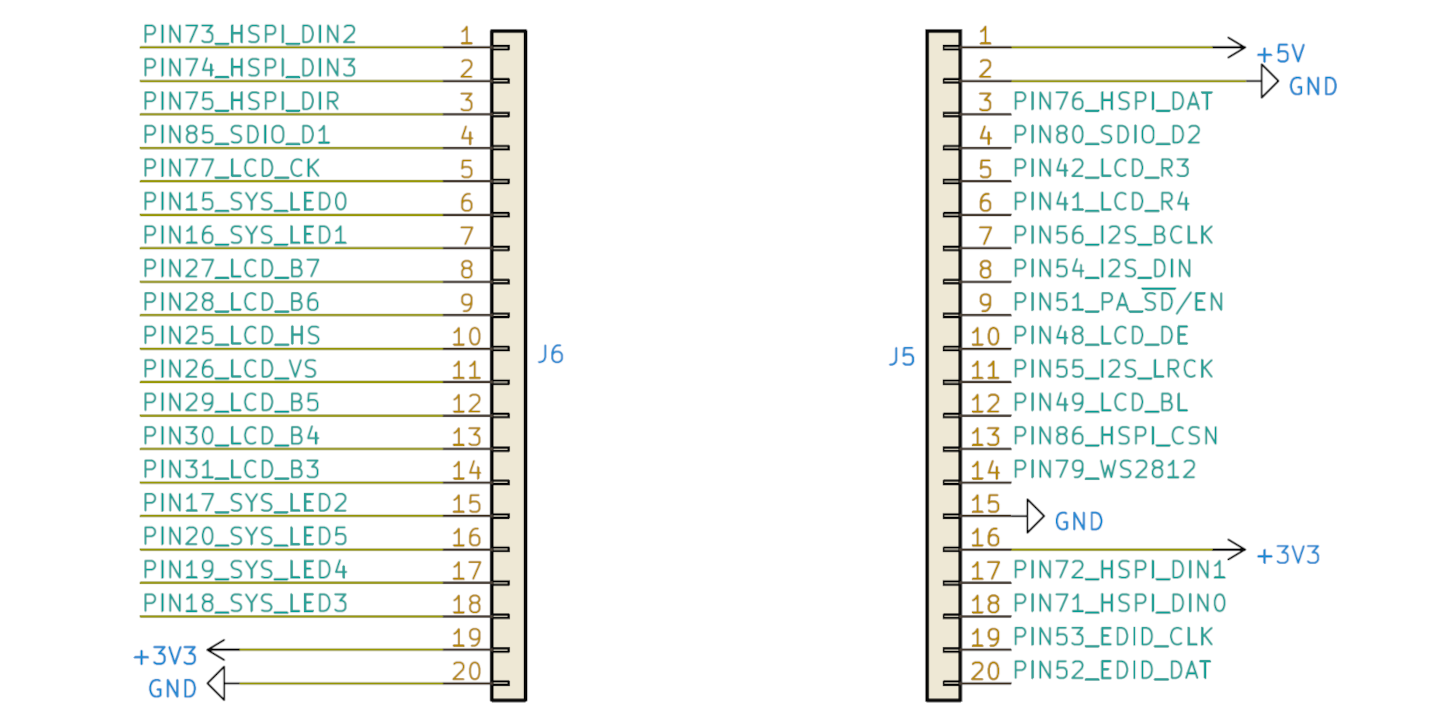 PIN73_HSPI_DIN2 1
PIN74_HSPI_DIN3 2
PIN75_HSPI_DIR 3
PIN85_SDIO_D1 4
PIN77_LCD_CK 5
PIN15_SYS_LED0 6
PIN16_SYS_LED1 7
PIN27_LCD_B7 8
PIN28_LCD_B6 9
PIN25_LCD_HS 10
PIN26_LCD_VS 11
PIN29_LCD_B5 12
PIN30_LCD_B4 13
PIN31_LCD_B3 14
PIN17_SYS_LED2 15
PIN20_SYS_LED5 16
PIN19_SYS_LED4 17
PIN18_SYS_LED3 18
+3V3 19
GND 20
J6
J5
1 +5V
2 GND
3 PIN76_HSPI_DAT
4 PIN80_SDIO_D2
5 PIN42_LCD_R3
6 PIN41_LCD_R4
7 PIN56_I2S_BCLK
8 PIN54_I2S_DIN
9 PIN51_PA_S̅D̅/EN
10 PIN48_LCD_DE
11 PIN55_I2S_LRCK
12 PIN49_LCD_BL
13 PIN86_HSPI_CSN
14 PIN79_WS2812
15 GND
16 +3V3
17 PIN72_HSPI_DIN1
18 PIN71_HSPI_DIN0
19 PIN53_EDID_CLK
20 PIN52_EDID_DAT